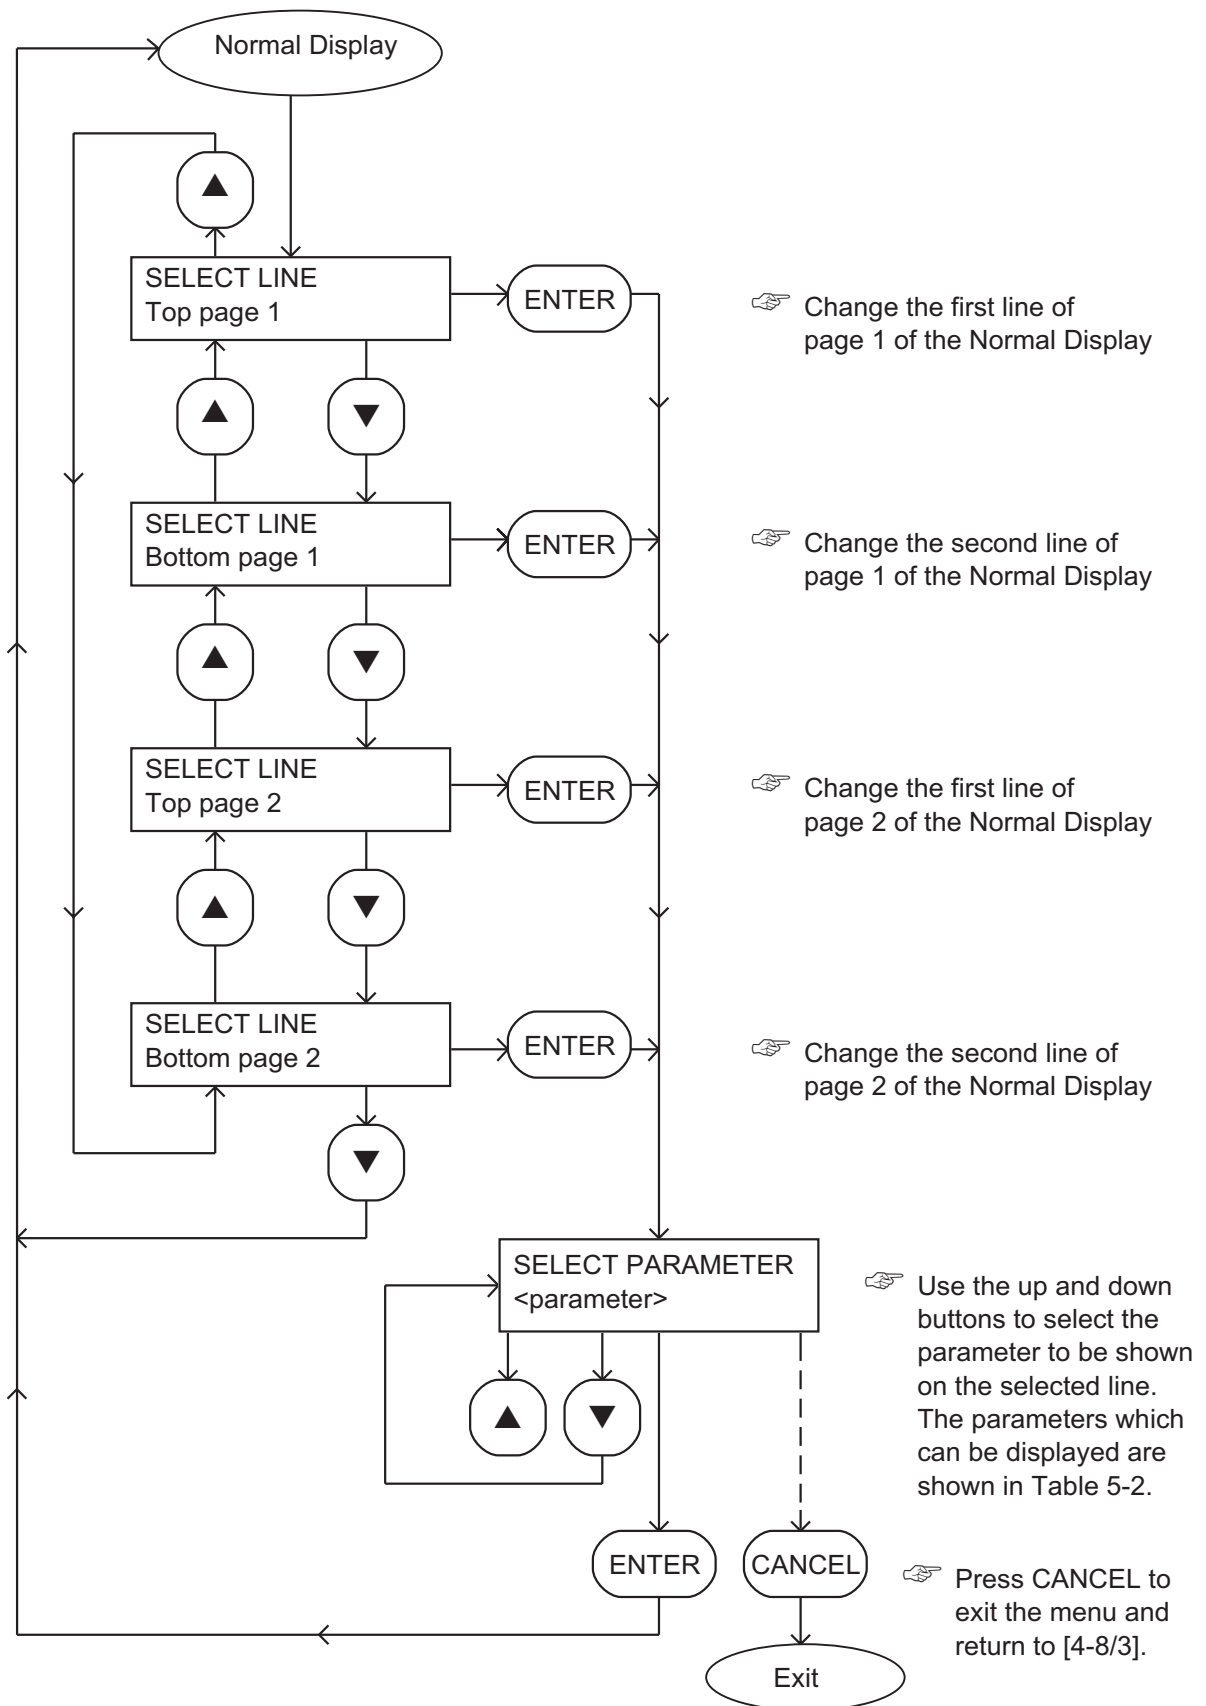 Normal Display
▲
SELECT LINE
Top page 1
ENTER
☞ Change the first line of
page 1 of the Normal Display
▲
▼
SELECT LINE
Bottom page 1
ENTER
☞ Change the second line of
page 1 of the Normal Display
▲
▼
SELECT LINE
Top page 2
ENTER
☞ Change the first line of
page 2 of the Normal Display
▲
▼
SELECT LINE
Bottom page 2
ENTER
☞ Change the second line of
page 2 of the Normal Display
▼
SELECT PARAMETER
<parameter>
☞ Use the up and down
buttons to select the
parameter to be shown
on the selected line.
The parameters which
can be displayed are
shown in Table 5-2.
▲
▼
ENTER
CANCEL
☞ Press CANCEL to
exit the menu and
return to [4-8/3].
Exit